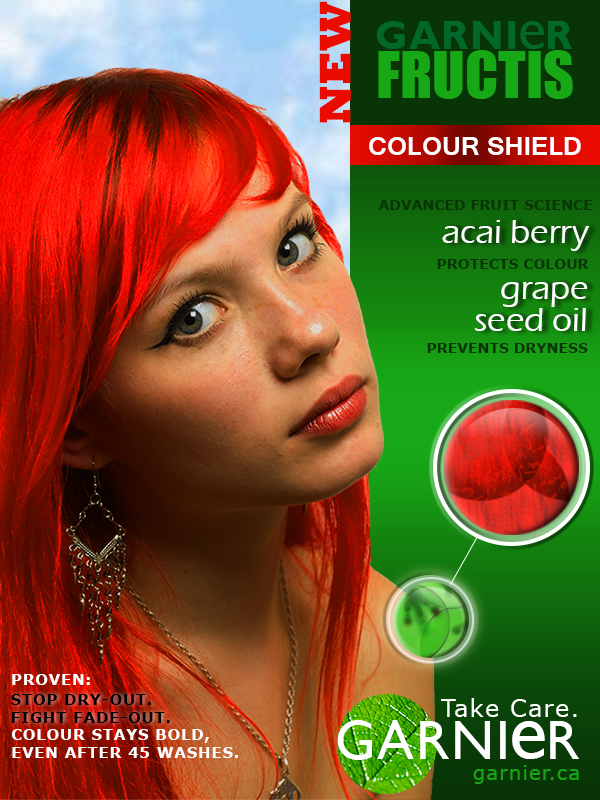 NEW
GARNIER
FRUCTIS
COLOUR SHIELD
ADVANCED FRUIT SCIENCE
acai berry
PROTECTS COLOUR
grape
seed oil
PREVENTS DRYNESS
PROVEN:
STOP DRY-OUT.
FIGHT FADE-OUT.
COLOUR STAYS BOLD,
EVEN AFTER 45 WASHES.
Take Care.
GARNIER
garnier.ca